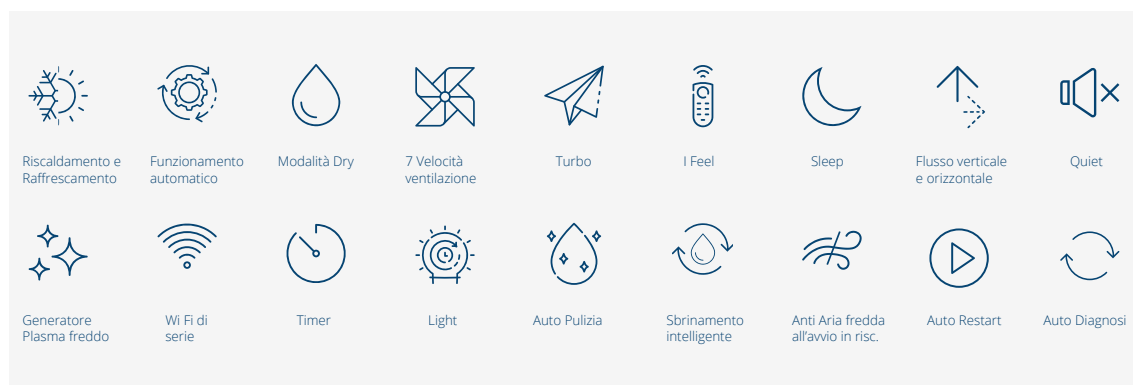 Riscaldamento e
Raffrescamento
Funzionamento
automatico
Modalità Dry
7 Velocità
ventilazione
Turbo
I Feel
Sleep
Flusso verticale
e orizzontale
Quiet
Generatore
Plasma freddo
Wi Fi di
serie
Timer
Light
Auto Pulizia
Sbrinamento
intelligente
Anti Aria fredda
all'avvio in risc.
Auto Restart
Auto Diagnosi